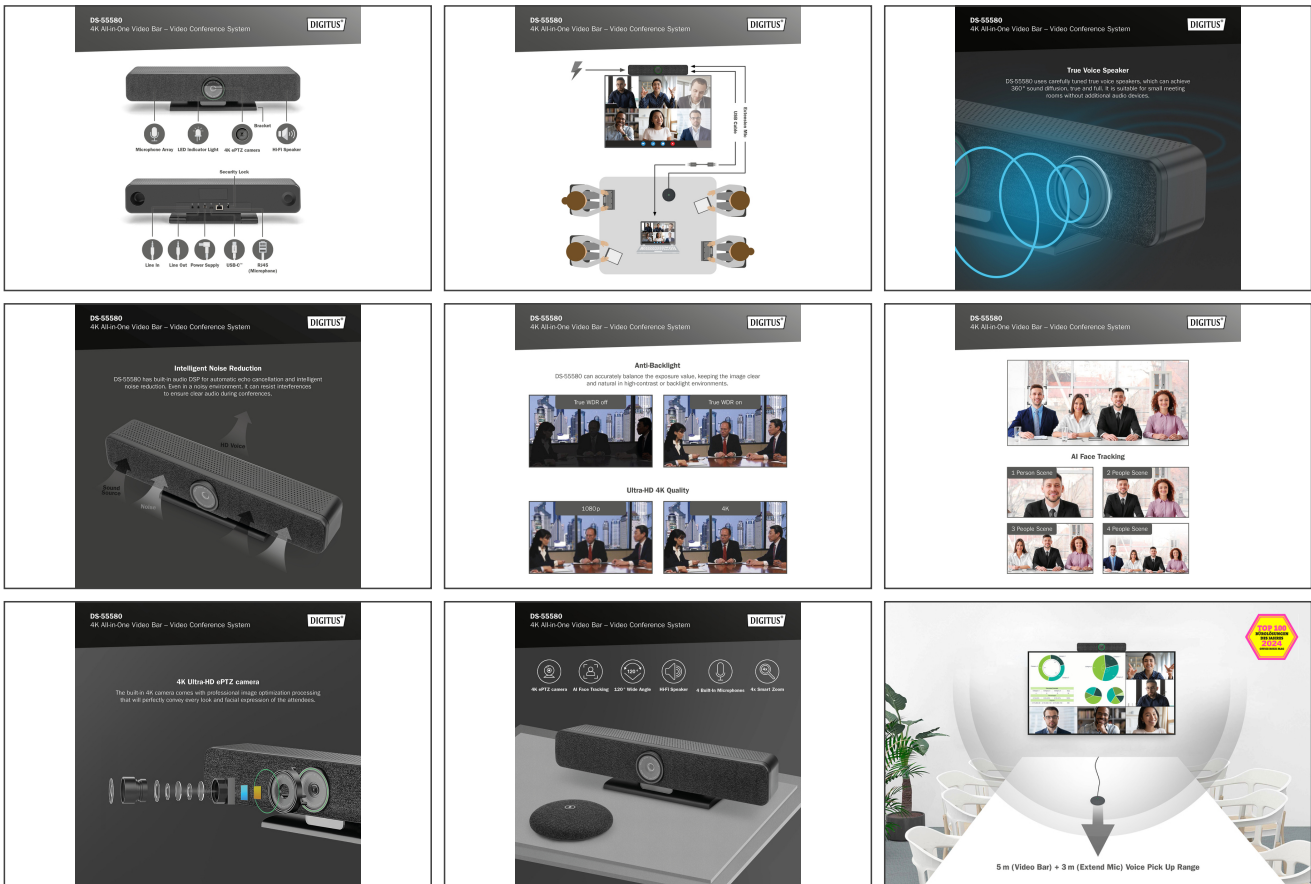 DS-55580
4K All-in-One Video Bar – Video Conference System
DIGITUS®
Bracket
Microphone Array
LED Indicator Light
4K ePTZ camera
Hi-Fi Speaker
Security Lock
Line In
Line Out
Power Supply
USB-C™
RJ45
(Microphone)
DS-55580
4K All-in-One Video Bar – Video Conference System
DIGITUS®
USB Cable
Extensive Mic
DS-55580
4K All-in-One Video Bar – Video Conference System
DIGITUS®
True Voice Speaker
DS-55580 uses carefully tuned true voice speakers, which can achieve
360° sound diffusion, true and full. It is suitable for small meeting
rooms without additional audio devices.
DS-55580
4K All-in-One Video Bar – Video Conference System
DIGITUS®
Intelligent Noise Reduction
DS-55580 has built-in audio DSP for automatic echo cancellation and intelligent
noise reduction. Even in a noisy environment, it can resist interferences
to ensure clear audio during conferences.
HD Voice
Sound
Source
Noise
DS-55580
4K All-in-One Video Bar – Video Conference System
DIGITUS®
Anti-Backlight
DS-55580 can accurately balance the exposure value, keeping the image clear
and natural in high-contrast or backlight environments.
True WDR off
True WDR on
Ultra-HD 4K Quality
1080p
4K
DS-55580
4K All-in-One Video Bar – Video Conference System
DIGITUS®
AI Face Tracking
1 Person Scene
2 People Scene
3 People Scene
4 People Scene
DS-55580
4K All-in-One Video Bar – Video Conference System
DIGITUS®
4K Ultra-HD ePTZ camera
The built-in 4K camera comes with professional image optimization processing
that will perfectly convey every look and facial expression of the attendees.
DS-55580
4K All-in-One Video Bar – Video Conference System
DIGITUS®
120°
4x
4K ePTZ camera
AI Face Tracking
120° Wide Angle
Hi-Fi Speaker
4 Built-In Microphones
4x Smart Zoom
TOP 100
BÜROLÖSUNGEN
DES JAHRES
2024
5 m (Video Bar) + 3 m (Extend Mic) Voice Pick Up Range